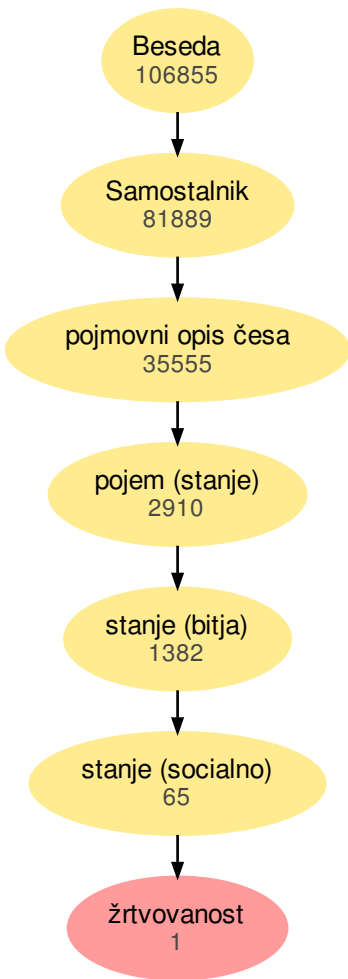 Beseda
106855
Samostalnik
81889
pojmovni opis česa
35555
pojem (stanje)
2910
stanje (bitja)
1382
stanje (socialno)
65
žrtvovanost
1